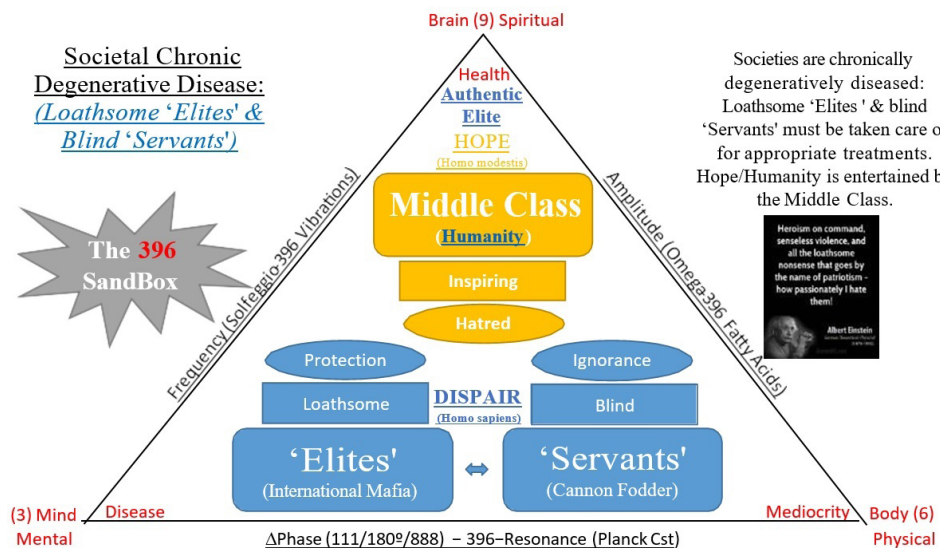 Brain (9) Spiritual
Societal Chronic
Degenerative Disease:
(Loathsome ‘Elites' &
Blind ‘Servants')
The 396
SandBox
Frequency (Solfeggio-396 Vibrations)
Health
Authentic
Elite
HOPE
(Homo modestis)
Middle Class
(Humanity)
Inspiring
Hatred
Protection
Ignorance
Loathsome
DISPAIR
(Homo sapiens)
Blind
‘Elites'
(International Mafia)
‘Servants'
(Cannon Fodder)
Amplitude (Omega-396 Fatty Acids)
Societies are chronically
degeneratively diseased:
Loathsome ‘Elites ' & blind
‘Servants' must be taken care o
for appropriate treatments.
Hope/Humanity is entertained b
the Middle Class.
Heroism on command,
senseless violence, and
all the loathsome
nonsense that goes by
the name of patriotism -
how passionately I hate
them!
Albert Einstein
(3) Mind
Mental
Disease
Mediocrity
Body (6)
Physical
ΔPhase (111/180º/888) – 396–Resonance (Planck Cst)